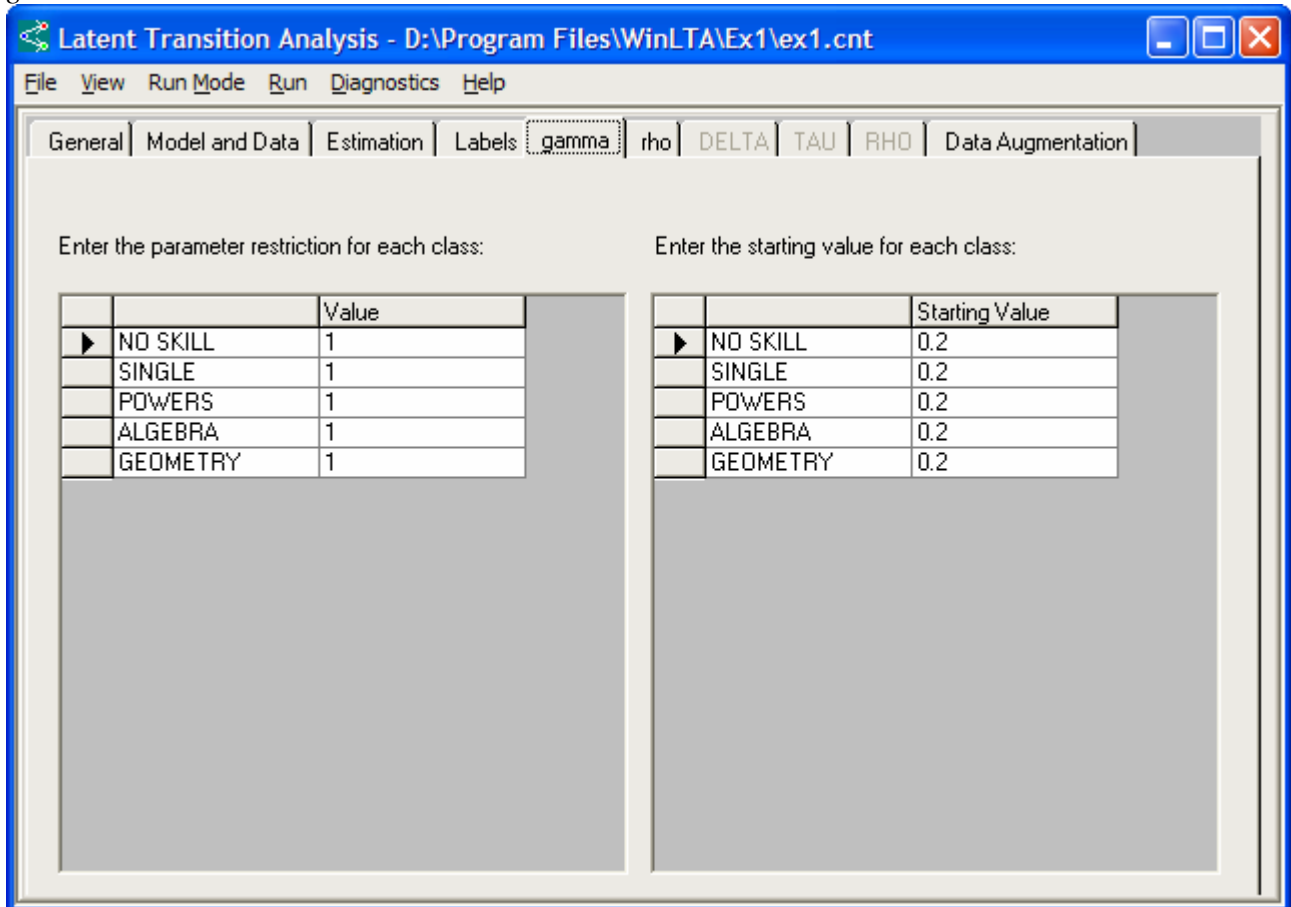 Latent Transition Analysis - D:\Program Files\WinLTA\Ex1\ex1.cnt
File View Run Mode Run Diagnostics Help
General Model and Data Estimation Labels gamma rho DELTA TAU RHO Data Augmentation
Enter the parameter restriction for each class: Enter the starting value for each class:
Value Starting Value
NO SKILL 1 NO SKILL 0.2
SINGLE 1 SINGLE 0.2
POWERS 1 POWERS 0.2
ALGEBRA 1 ALGEBRA 0.2
GEOMETRY 1 GEOMETRY 0.2